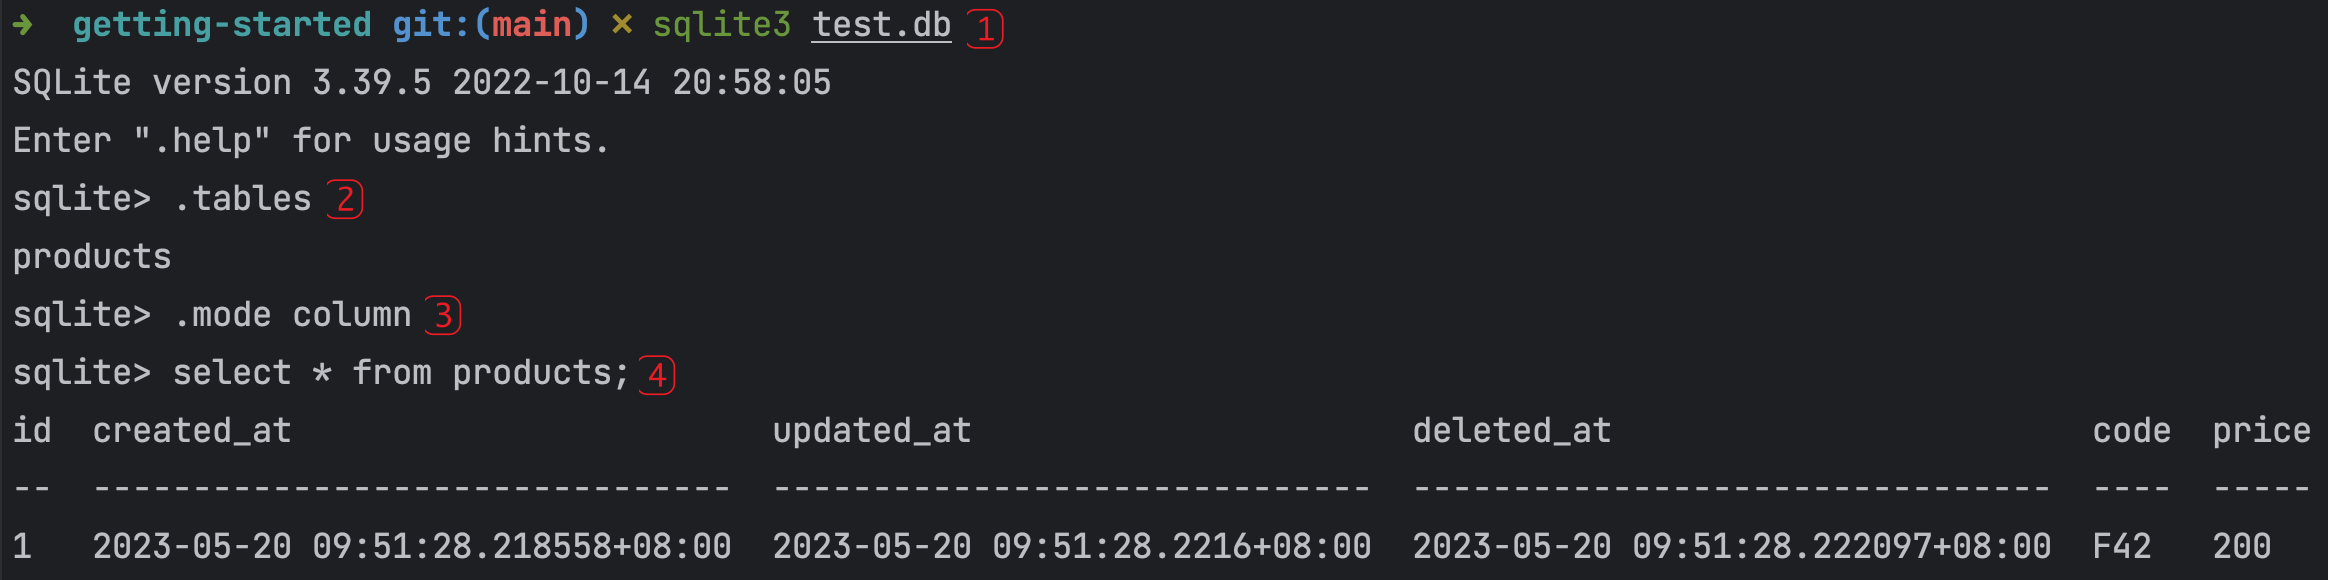 ➜  getting-started git:(main) ✗ sqlite3 test.db 1
SQLite version 3.39.5 2022-10-14 20:58:05
Enter ".help" for usage hints.
sqlite> .tables 2
products
sqlite> .mode column 3
sqlite> select * from products; 4
id  created_at                        updated_at                      deleted_at                        code  price
--  --------------------------------  ------------------------------  --------------------------------  ----  -----
1   2023-05-20 09:51:28.218558+08:00  2023-05-20 09:51:28.2216+08:00  2023-05-20 09:51:28.222097+08:00  F42   200